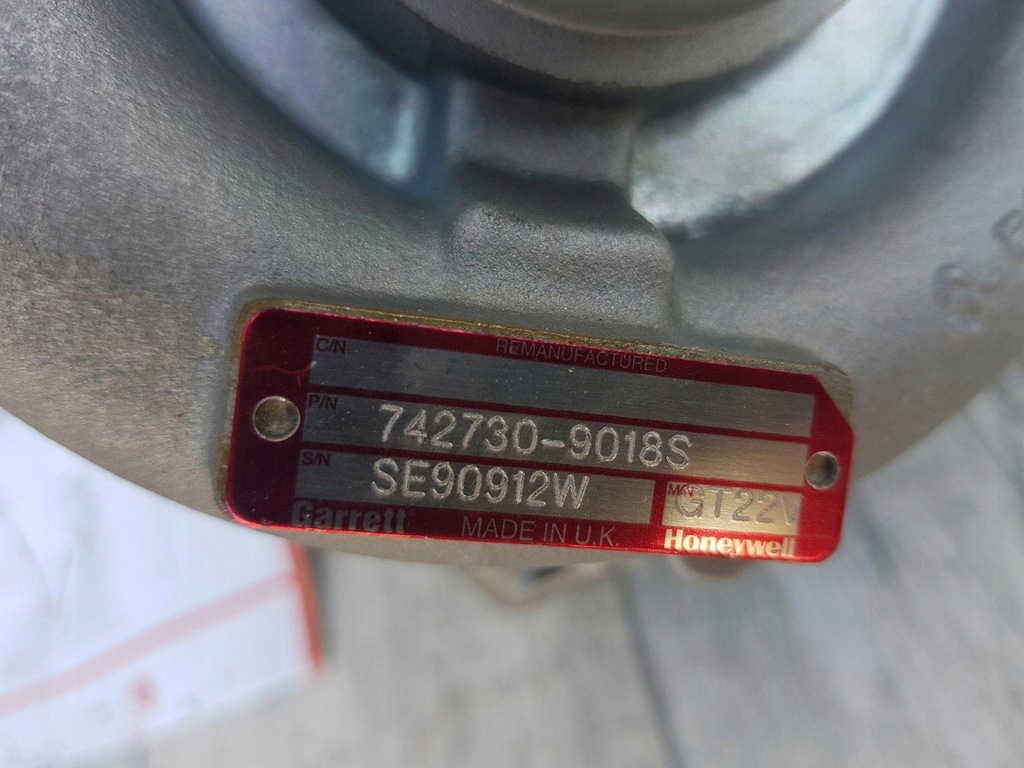 REMANUFACTURED
C/N
P/N 742730-9018S
S/N SE90912W
M/N GT22V
Garrett MADE IN U.K. Honeywell